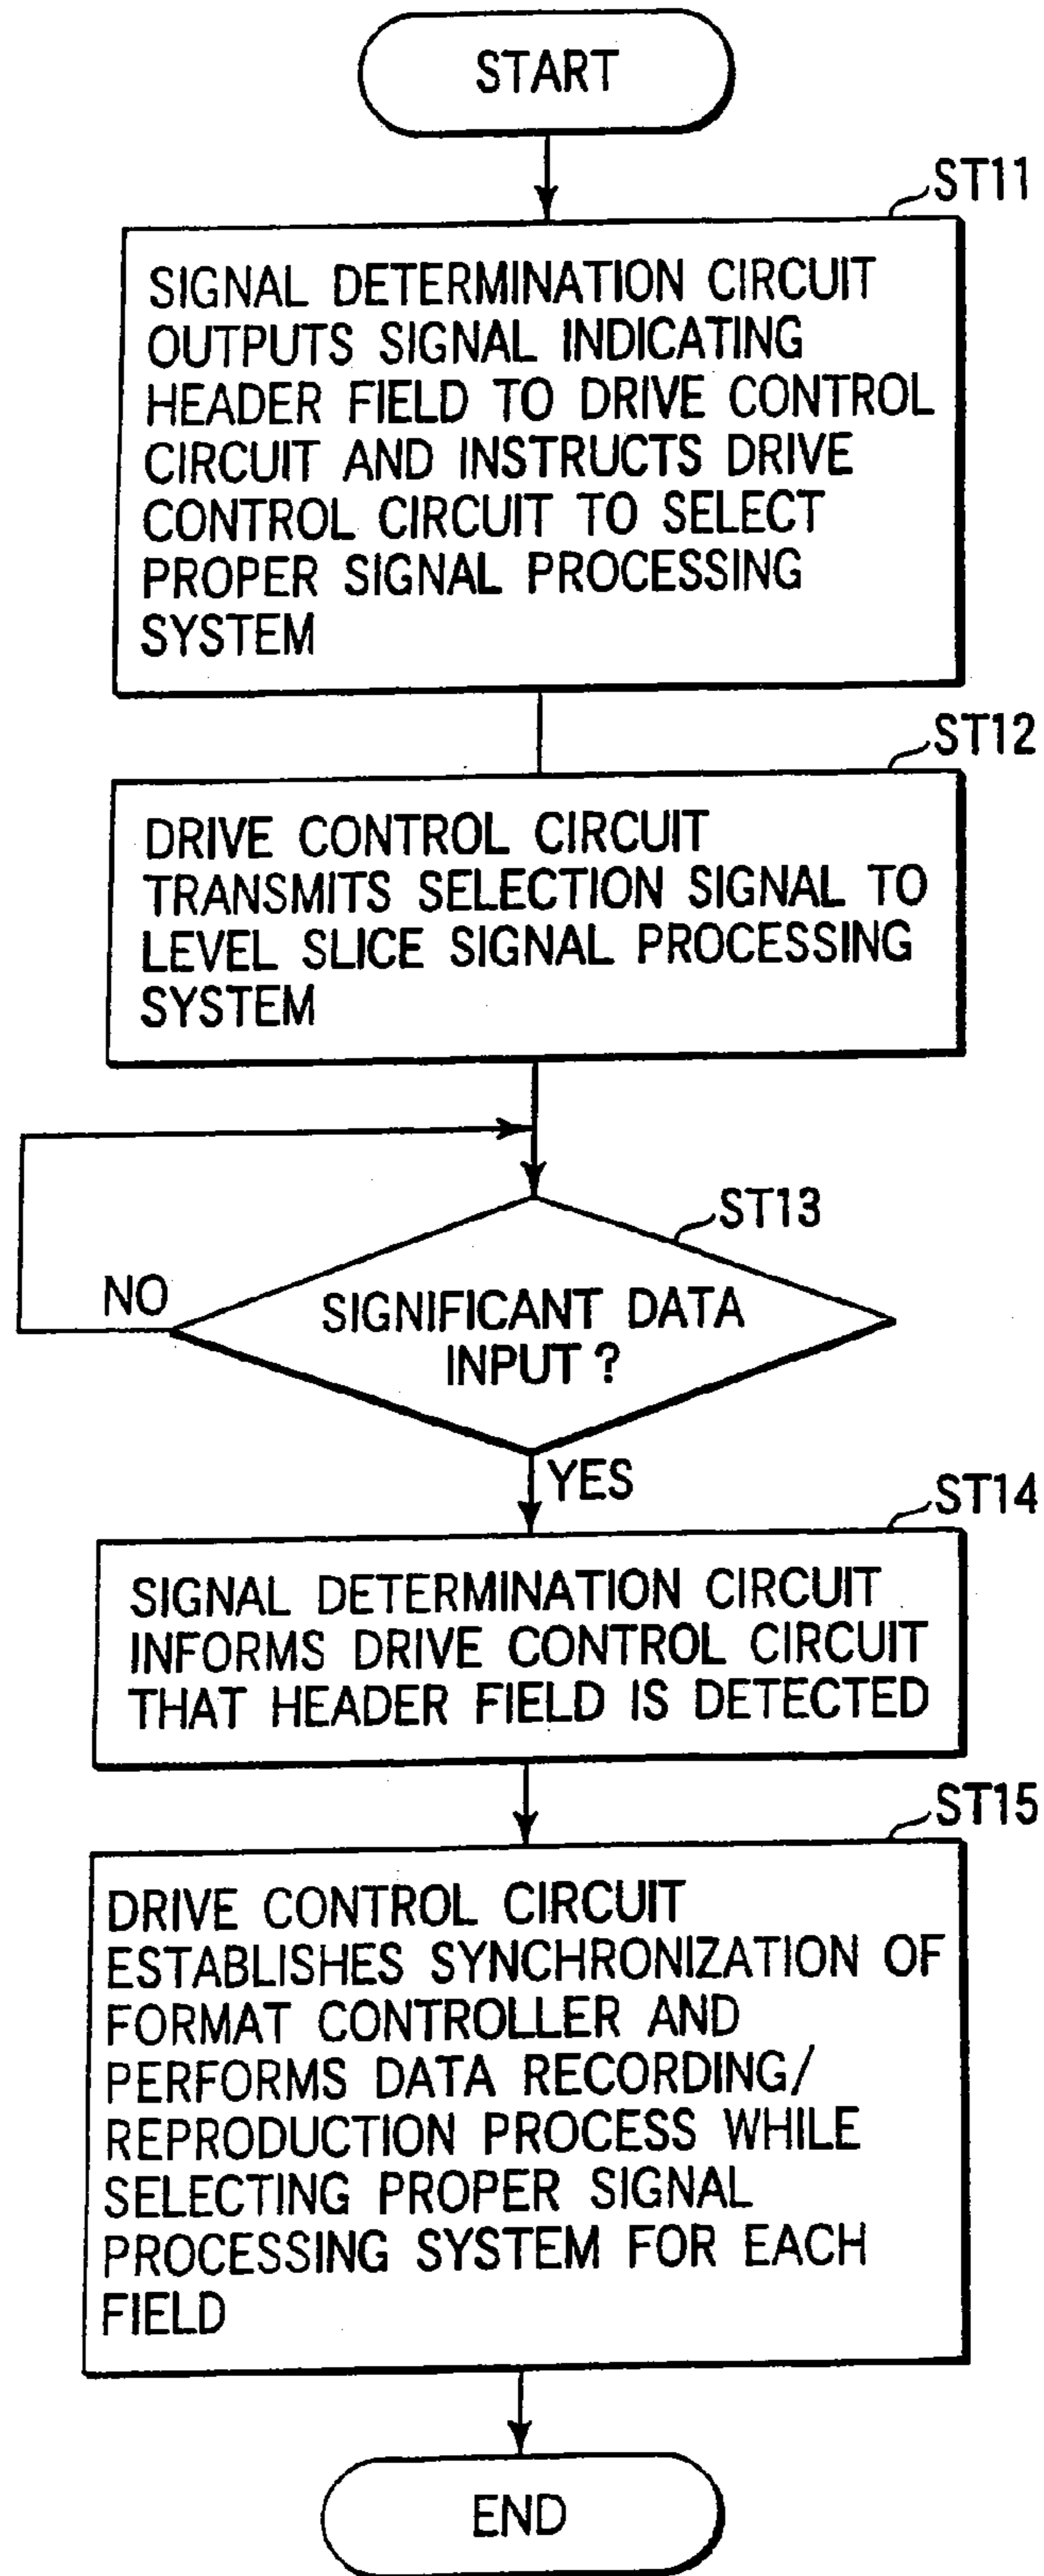 START
ST11
SIGNAL DETERMINATION CIRCUIT
OUTPUTS SIGNAL INDICATING
HEADER FIELD TO DRIVE CONTROL
CIRCUIT AND INSTRUCTS DRIVE
CONTROL CIRCUIT TO SELECT
PROPER SIGNAL PROCESSING
SYSTEM
ST12
DRIVE CONTROL CIRCUIT
TRANSMITS SELECTION SIGNAL TO
LEVEL SLICE SIGNAL PROCESSING
SYSTEM
ST13
NO
SIGNIFICANT DATA
INPUT ?
YES
ST14
SIGNAL DETERMINATION CIRCUIT
INFORMS DRIVE CONTROL CIRCUIT
THAT HEADER FIELD IS DETECTED
ST15
DRIVE CONTROL CIRCUIT
ESTABLISHES SYNCHRONIZATION OF
FORMAT CONTROLLER AND
PERFORMS DATA RECORDING/
REPRODUCTION PROCESS WHILE
SELECTING PROPER SIGNAL
PROCESSING SYSTEM FOR EACH
FIELD
END